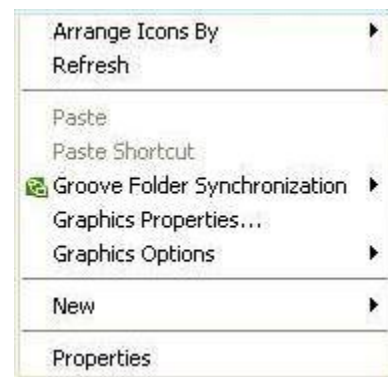 Arrange Icons By
Refresh
Paste
Paste Shortcut
Groove Folder Synchronization
Graphics Properties...
Graphics Options
New
Properties